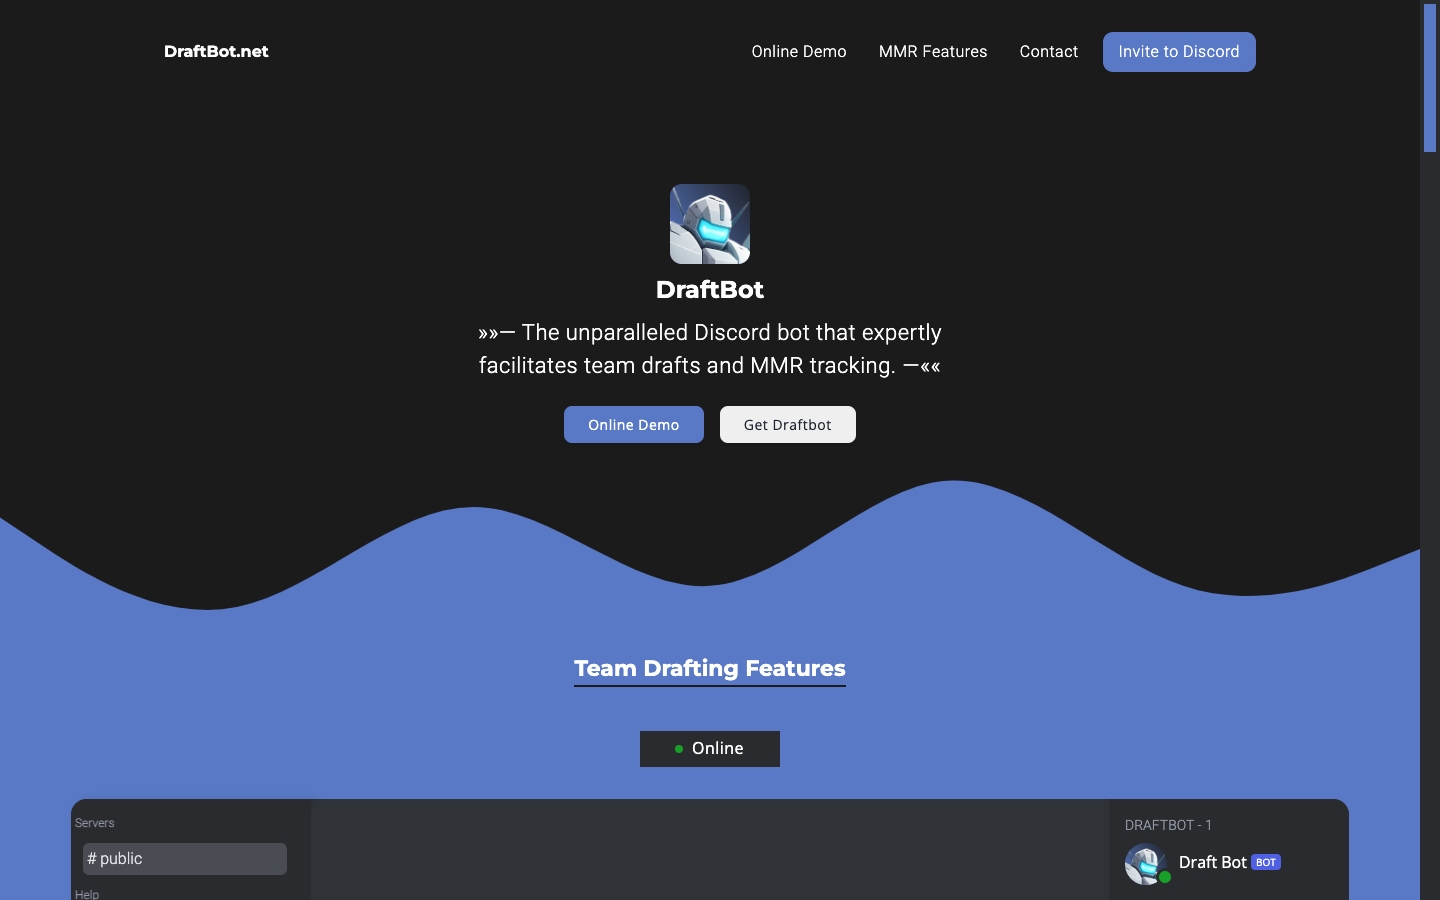 DraftBot.net
Online Demo
MMR Features
Contact
Invite to Discord
DraftBot
»»— The unparalleled Discord bot that expertly
facilitates team drafts and MMR tracking. —««
Online Demo
Get Draftbot
Team Drafting Features
Online
Servers
# public
Help
DRAFTBOT - 1
Draft Bot BOT